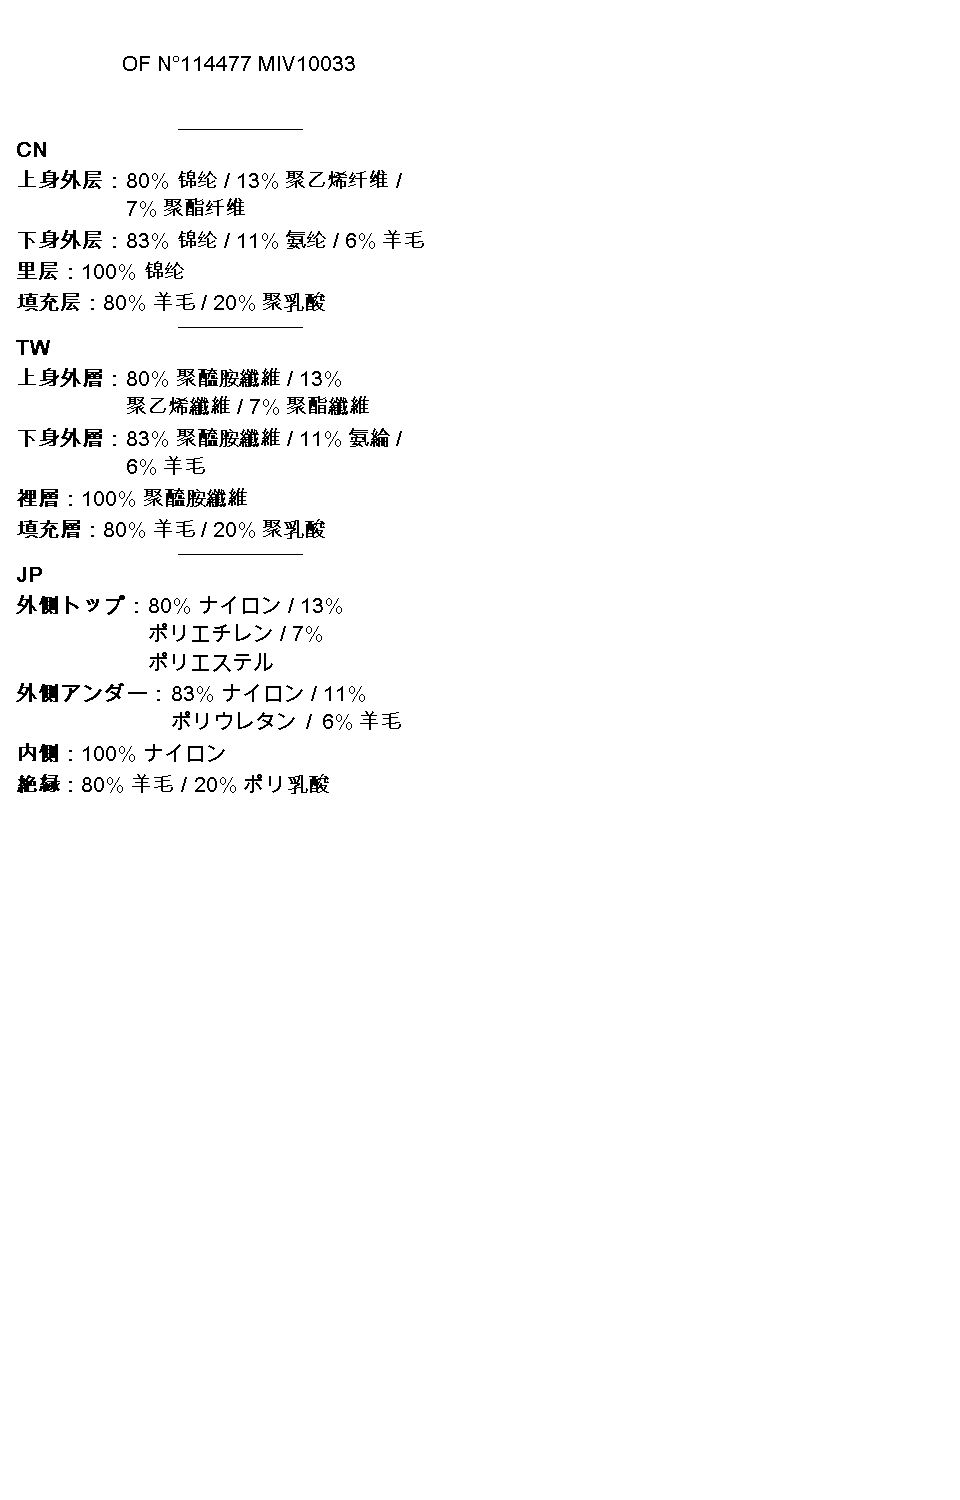 OF N°114477 MIV10033
CN
上身外层：80% 锦纶 / 13% 聚乙烯纤维 /
7% 聚酯纤维
下身外层：83% 锦纶 / 11% 氨纶 / 6% 羊毛
里层：100% 锦纶
填充层：80% 羊毛 / 20% 聚乳酸
TW
上身外層：80% 聚醯胺纖維 / 13%
聚乙烯纖維 / 7% 聚酯纖維
下身外層：83% 聚醯胺纖維 / 11% 氨綸 /
6% 羊毛
裡層：100% 聚醯胺纖維
填充層：80% 羊毛 / 20% 聚乳酸
JP
外側トップ：80% ナイロン / 13%
ポリエチレン / 7%
ポリエステル
外側アンダー：83% ナイロン / 11%
ポリウレタン / 6% 羊毛
内側：100% ナイロン
絶縁：80% 羊毛 / 20% ポリ乳酸